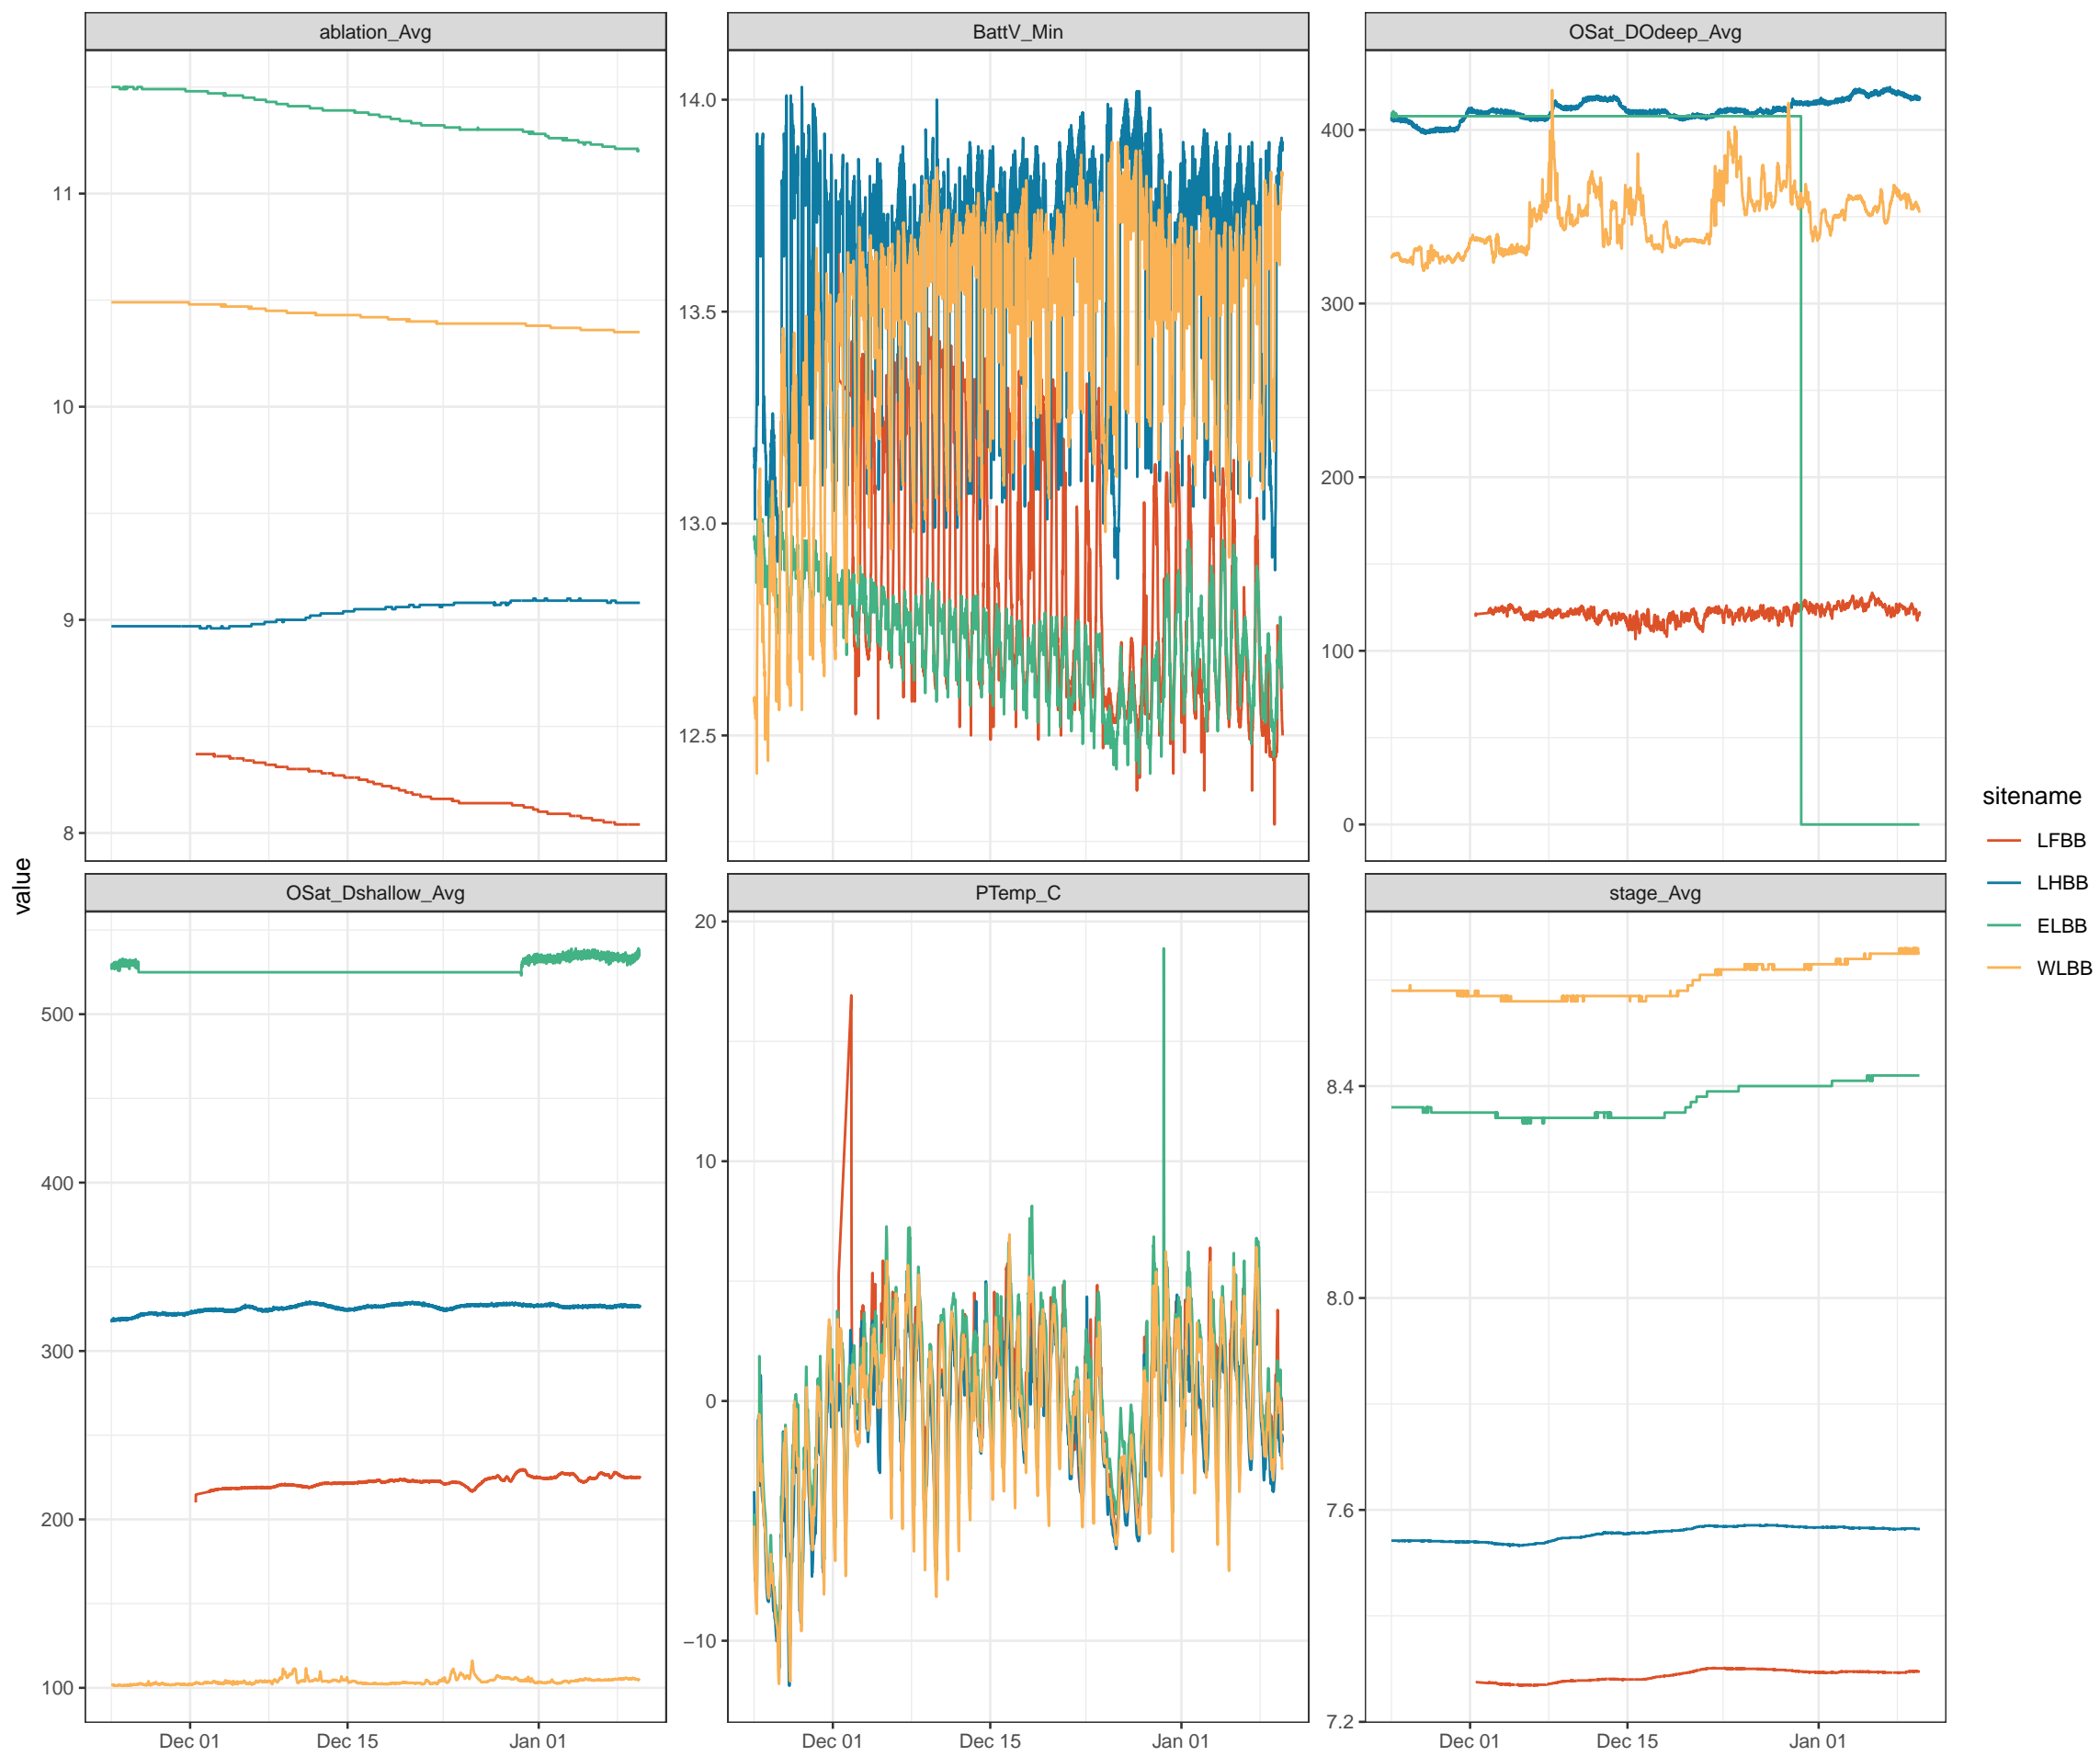 ablation_Avg
BattV_Min
OSat_DOdeep_Avg
11
10
9
8
14.0
13.5
13.0
12.5
400
300
200
100
0
value
OSat_Dshallow_Avg
PTemp_C
stage_Avg
500
400
300
200
100
20
10
0
−10
8.4
8.0
7.6
7.2
Dec 01 Dec 15 Jan 01
Dec 01 Dec 15 Jan 01
Dec 01 Dec 15 Jan 01
sitename
LFBB
LHBB
ELBB
WLBB